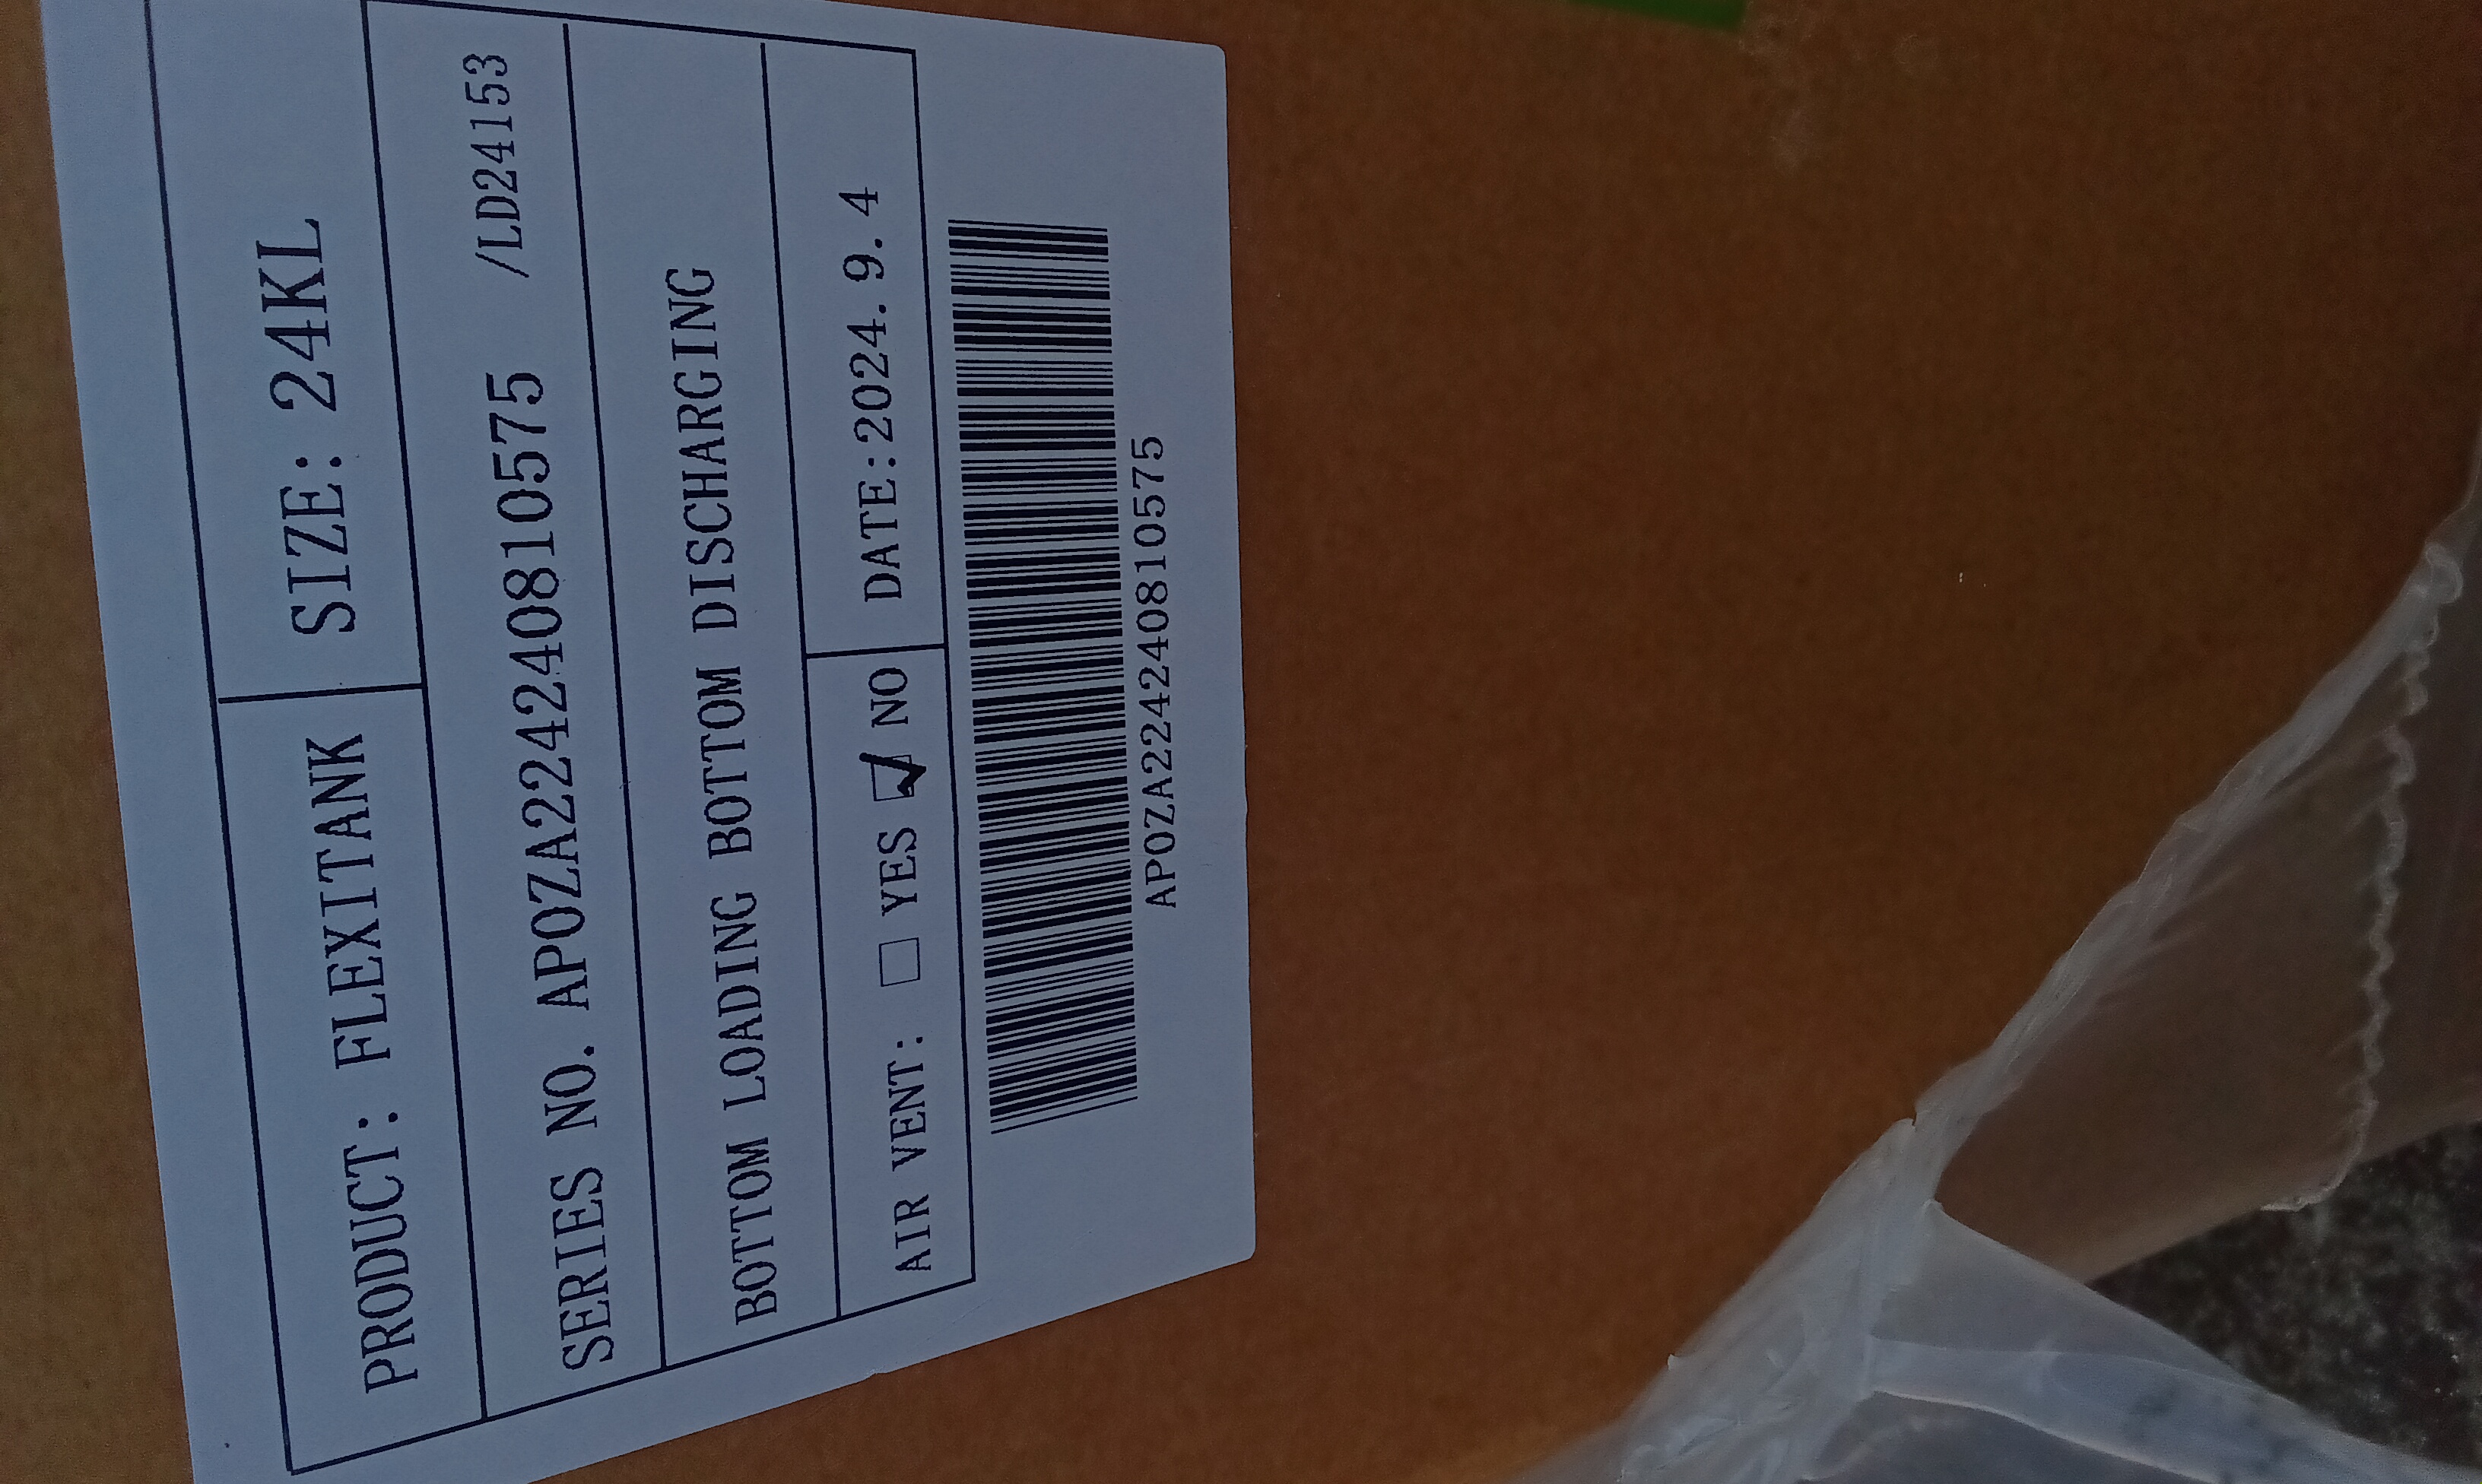 PRODUCT: FLEXITANK SIZE: 24KL
SERIES NO. APOZA224240810575 /LD24153
BOTTOM LOADING BOTTOM DISCHARGING
AIR VENT: ☐ YES ☑ NO DATE:2024. 9. 4
APOZA224240810575